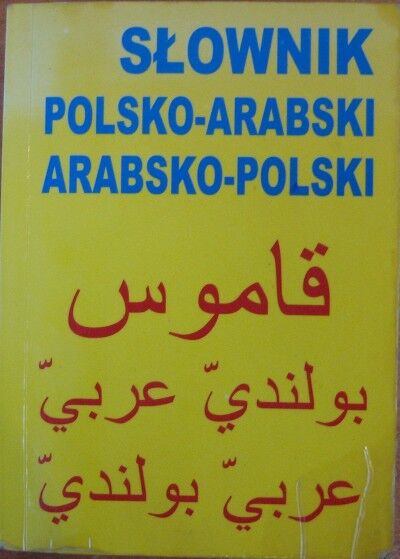 SŁOWNIK
POLSKO-ARABSKI
ARABSKO-POLSKI
قاموس
بولنديّ عربيّ
عربيّ بولنديّ